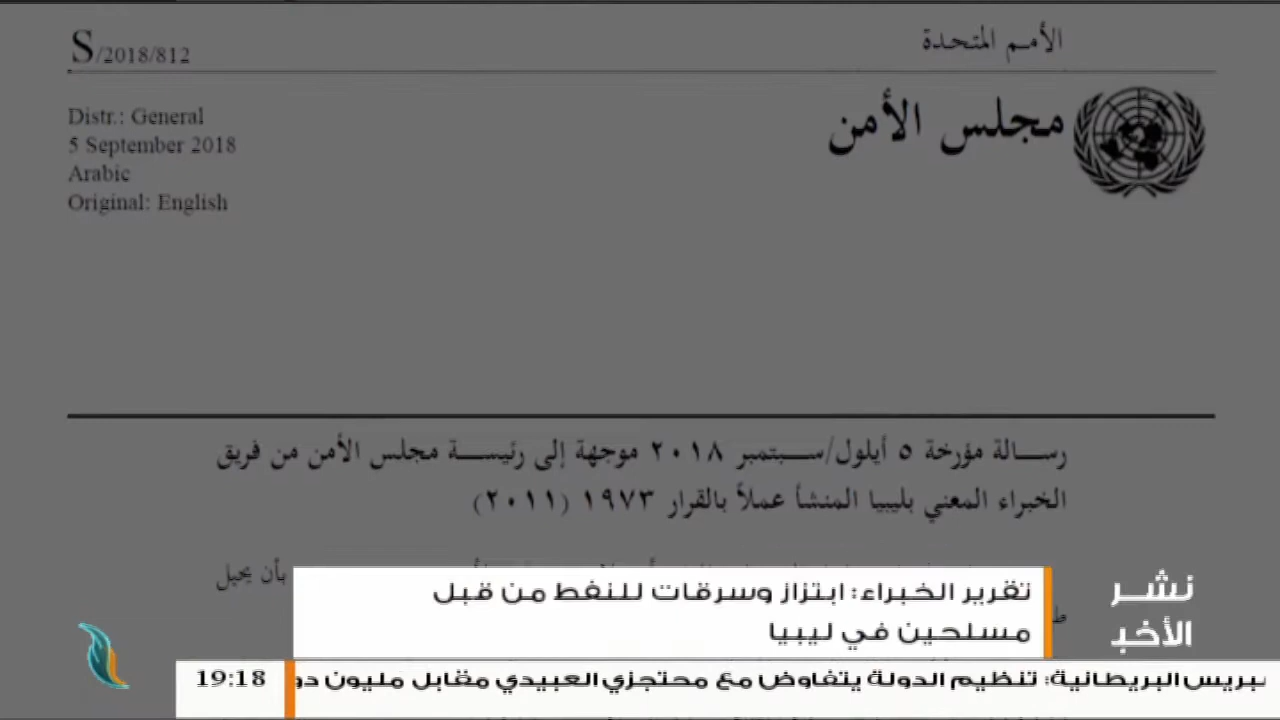 الأمم المتحدة
S/2018/812
مجلس الأمن
Distr.: General
5 September 2018
Arabic
Original: English
رسالة مؤرخة ٥ أيلول/سبتمبر ٢٠١٨ موجهة إلى رئيسة مجلس الأمن من فريق
الخبراء المعني بليبيا المنشأ عملاً بالقرار ١٩٧٣ (٢٠١١)
بأن يحيل
تقرير الخبراء: ابتزاز وسرقات للنفط من قبل
مسلحين في ليبيا
نشر
الأخب
البريطانية: تنظيم الدولة يتفاوض مع محتجزي العبيدي مقابل مليون
19:18